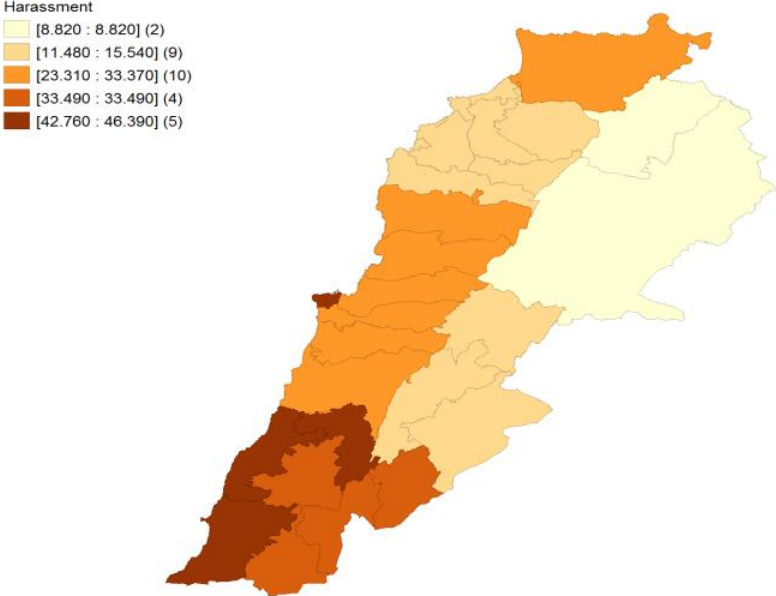 Harassment
[8.820 : 8.820] (2)
[11.480 : 15.540] (9)
[23.310 : 33.370] (10)
[33.490 : 33.490] (4)
[42.760 : 46.390] (5)